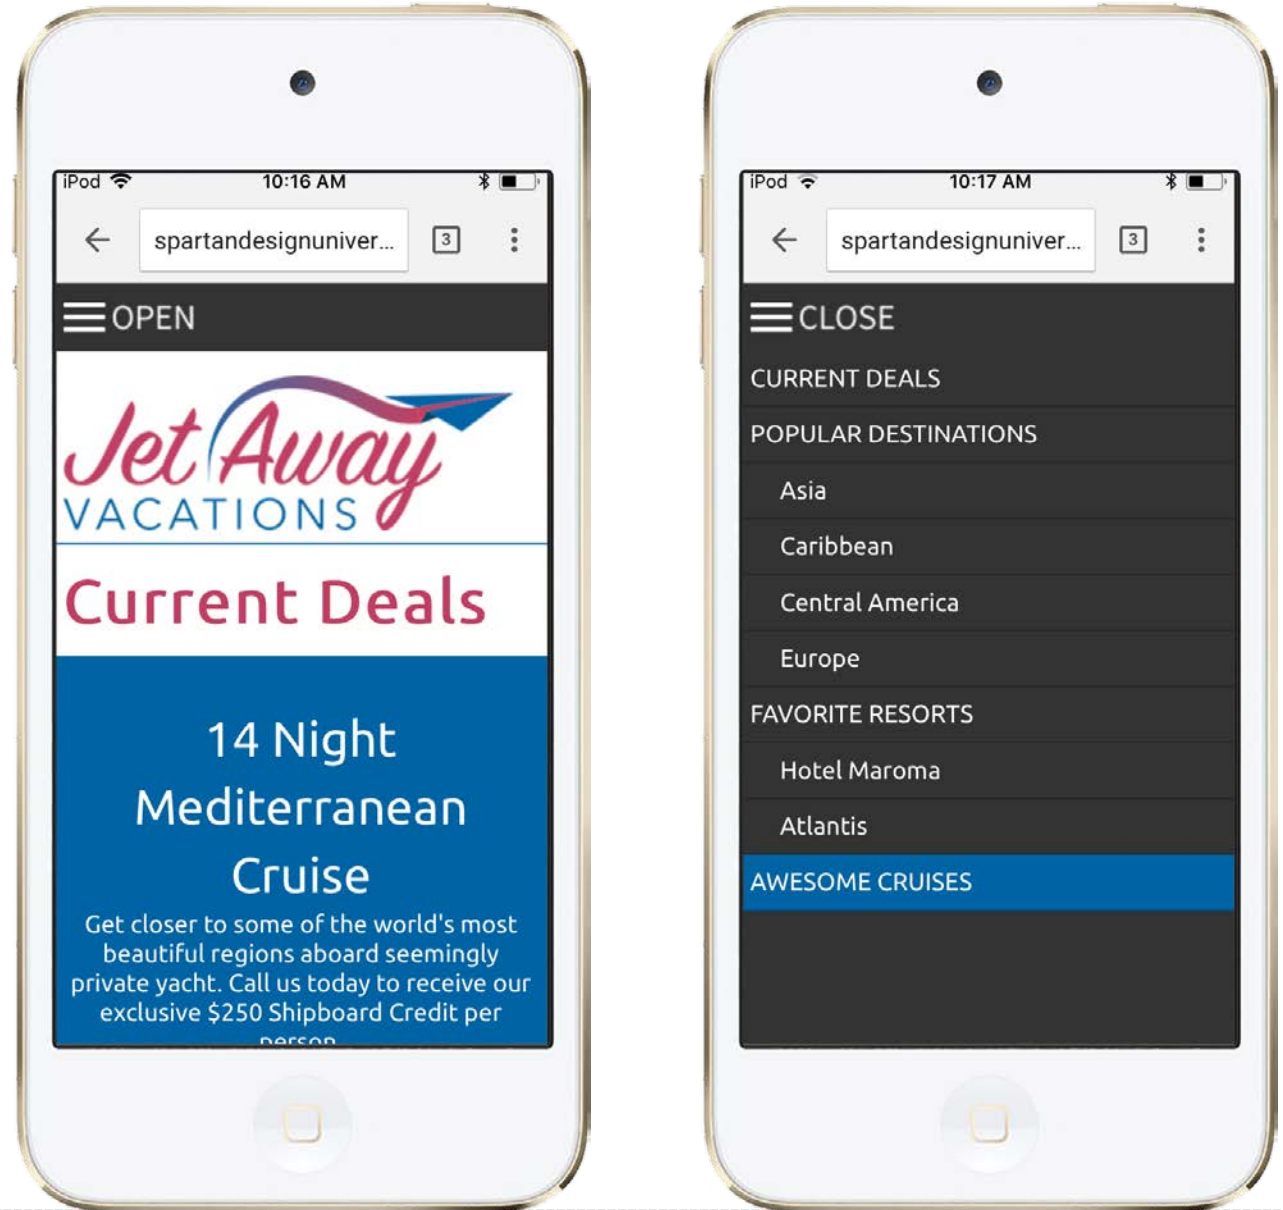 iPod 10:16 AM
spartandesignuniver... 3
OPEN
Jet Away
VACATIONS
Current Deals
14 Night
Mediterranean
Cruise
Get closer to some of the world's most
beautiful regions aboard seemingly
private yacht. Call us today to receive our
exclusive $250 Shipboard Credit per
person
iPod 10:17 AM
spartandesignuniver... 3
CLOSE
CURRENT DEALS
POPULAR DESTINATIONS
Asia
Caribbean
Central America
Europe
FAVORITE RESORTS
Hotel Maroma
Atlantis
AWESOME CRUISES